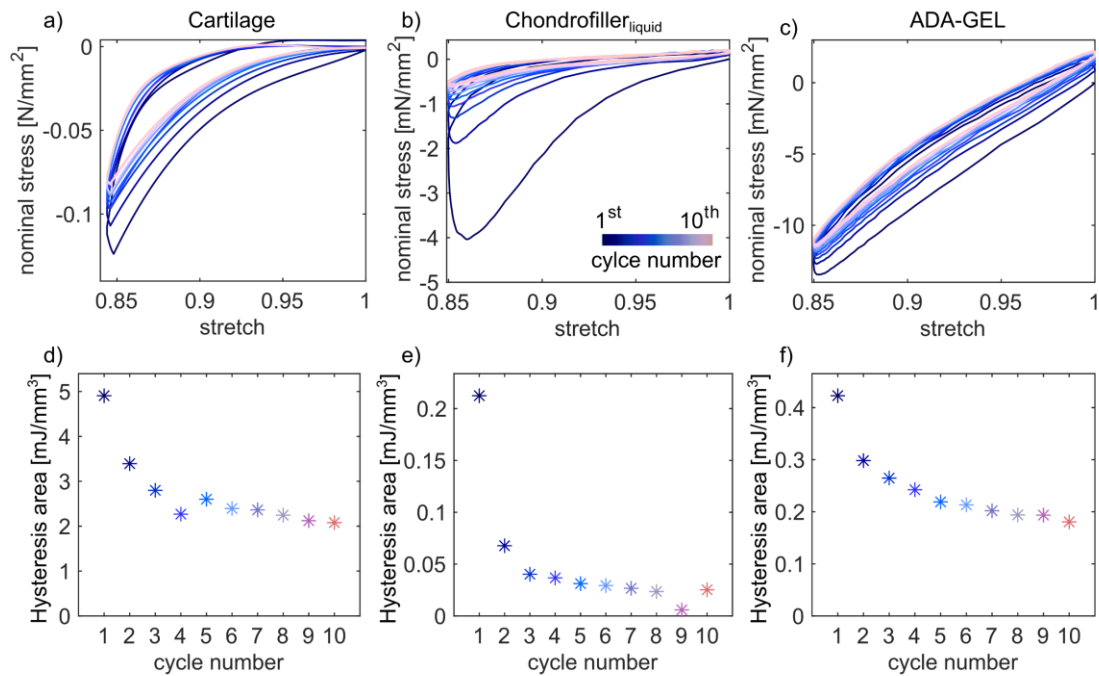 a)
Cartilage
nominal stress [N/mm²]
0
-0.05
-0.1
0.85 0.9 0.95 1
stretch
b)
Chondrofiller_liquid
nominal stress [mN/mm²]
0
-1
-2
-3
-4
-5
1st 10th
cylce number
0.85 0.9 0.95 1
stretch
c)
ADA-GEL
nominal stress [mN/mm²]
0
-5
-10
0.85 0.9 0.95 1
stretch
d)
Hysteresis area [mJ/mm³]
5
4
3
2
1
0
1 2 3 4 5 6 7 8 9 10
cycle number
e)
Hysteresis area [mJ/mm³]
0.2
0.15
0.1
0.05
0
1 2 3 4 5 6 7 8 9 10
cycle number
f)
Hysteresis area [mJ/mm³]
0.4
0.3
0.2
0.1
0
1 2 3 4 5 6 7 8 9 10
cycle number